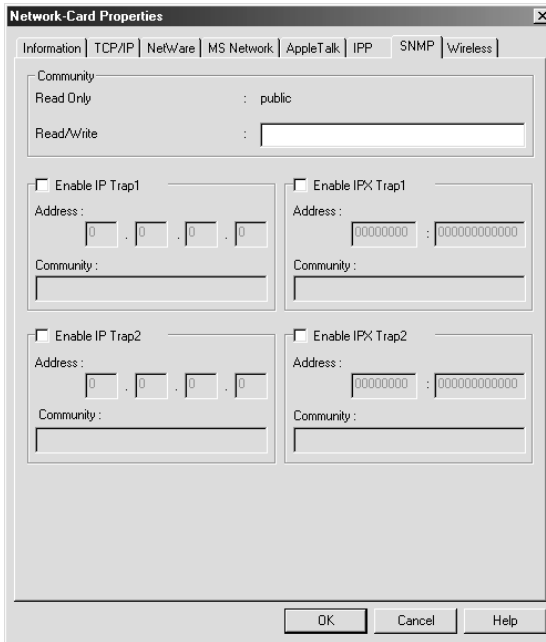 Network-Card Properties
Information TCP/IP NetWare MS Network AppleTalk IPP SNMP Wireless
Community
Read Only : public
Read/Write :
Enable IP Trap1
Address :
0 . 0 . 0 . 0
Community :
Enable IPX Trap1
Address :
00000000 : 000000000000
Community :
Enable IP Trap2
Address :
0 . 0 . 0 . 0
Community :
Enable IPX Trap2
Address :
00000000 : 000000000000
Community :
OK Cancel Help